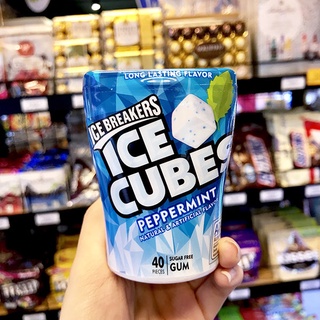 LONG LASTING FLAVOR
ICE BREAKERS
ICE
CUBES
PEPPERMINT
NATURAL & ARTIFICIAL FLAVOR
40
PIECES
SUGAR FREE
GUM